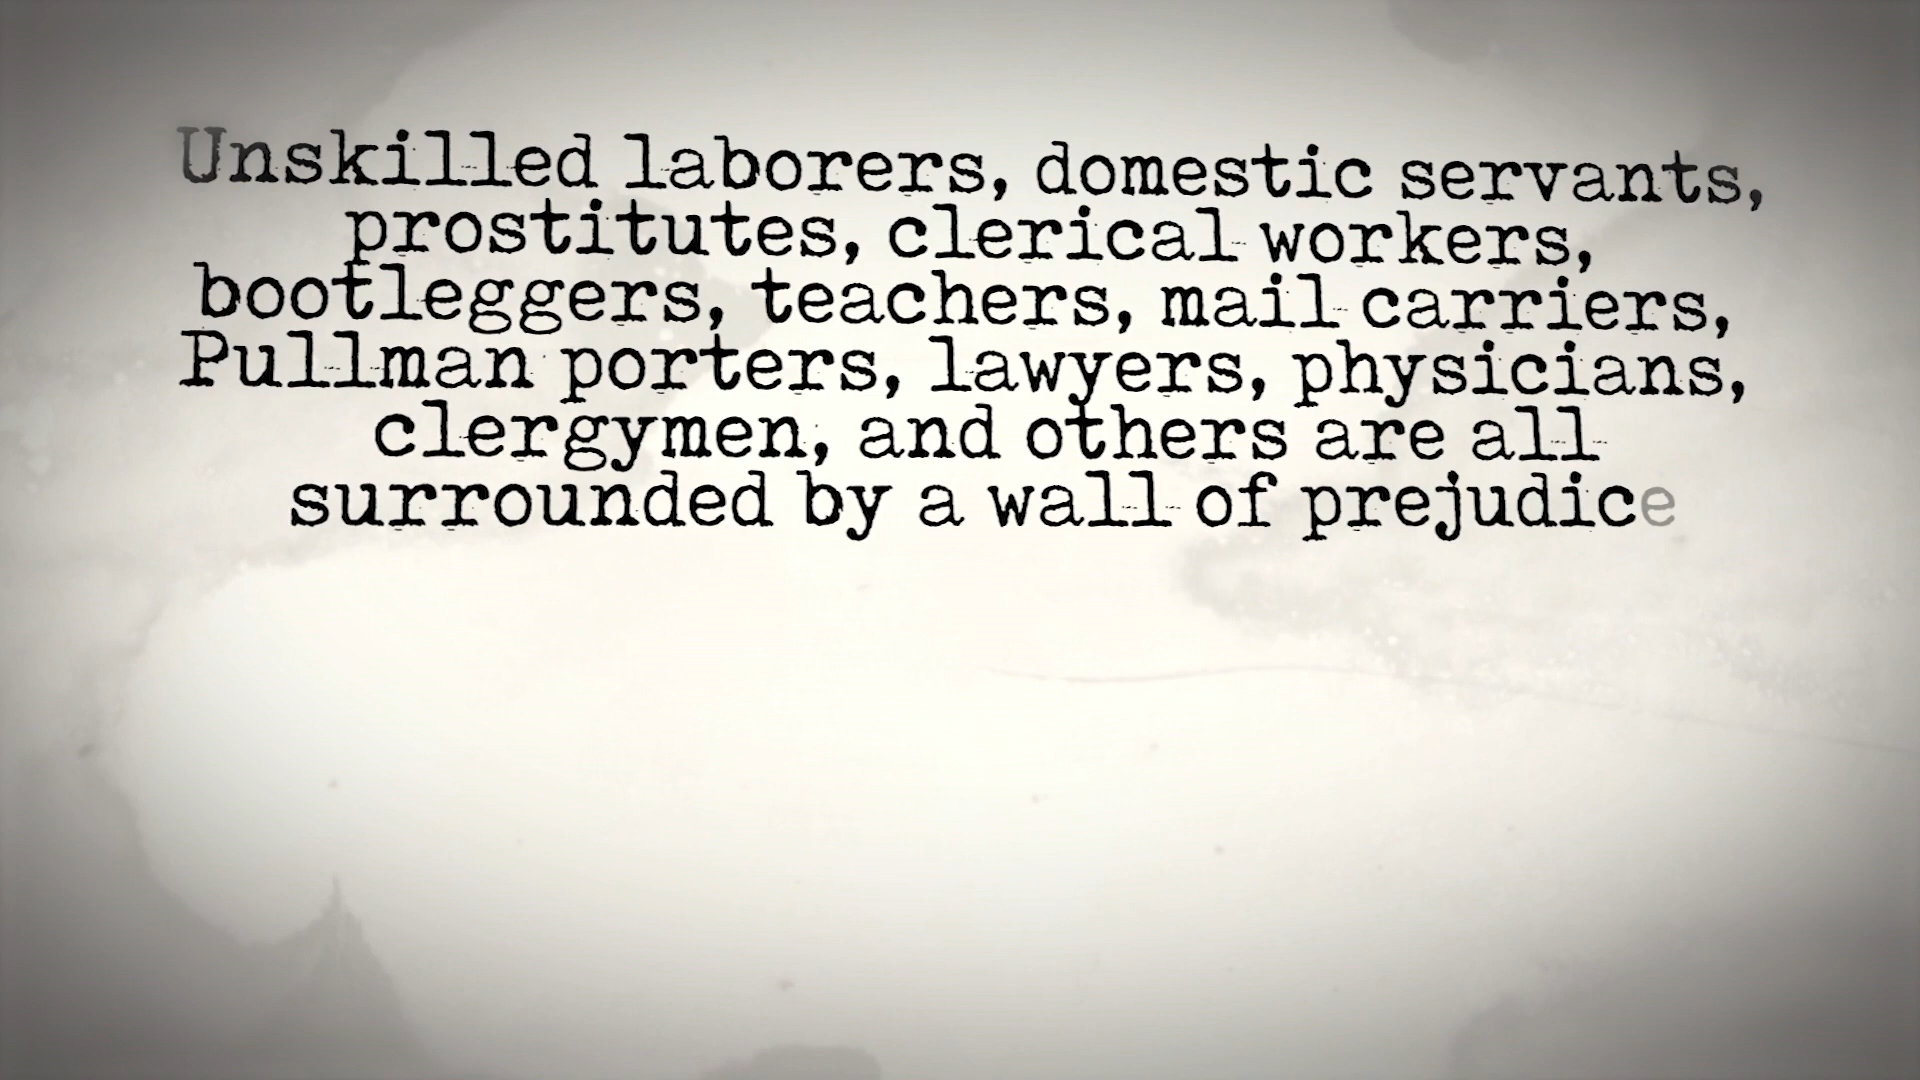 Unskilled laborers, domestic servants,
prostitutes, clerical workers,
bootleggers, teachers, mail carriers,
Pullman porters, lawyers, physicians,
clergymen, and others are all
surrounded by a wall of prejudice